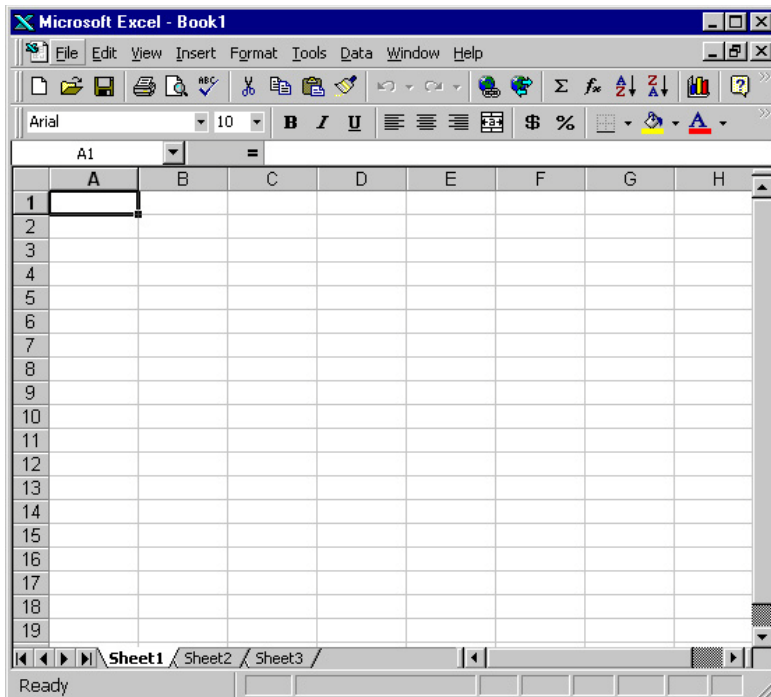 Microsoft Excel - Book1
File Edit View Insert Format Tools Data Window Help
ABC Σ fx A Z Z A ?
Arial 10 B I U a $ % A
A1 =
A B C D E F G H
1
2
3
4
5
6
7
8
9
10
11
12
13
14
15
16
17
18
19
Sheet1 Sheet2 Sheet3
Ready